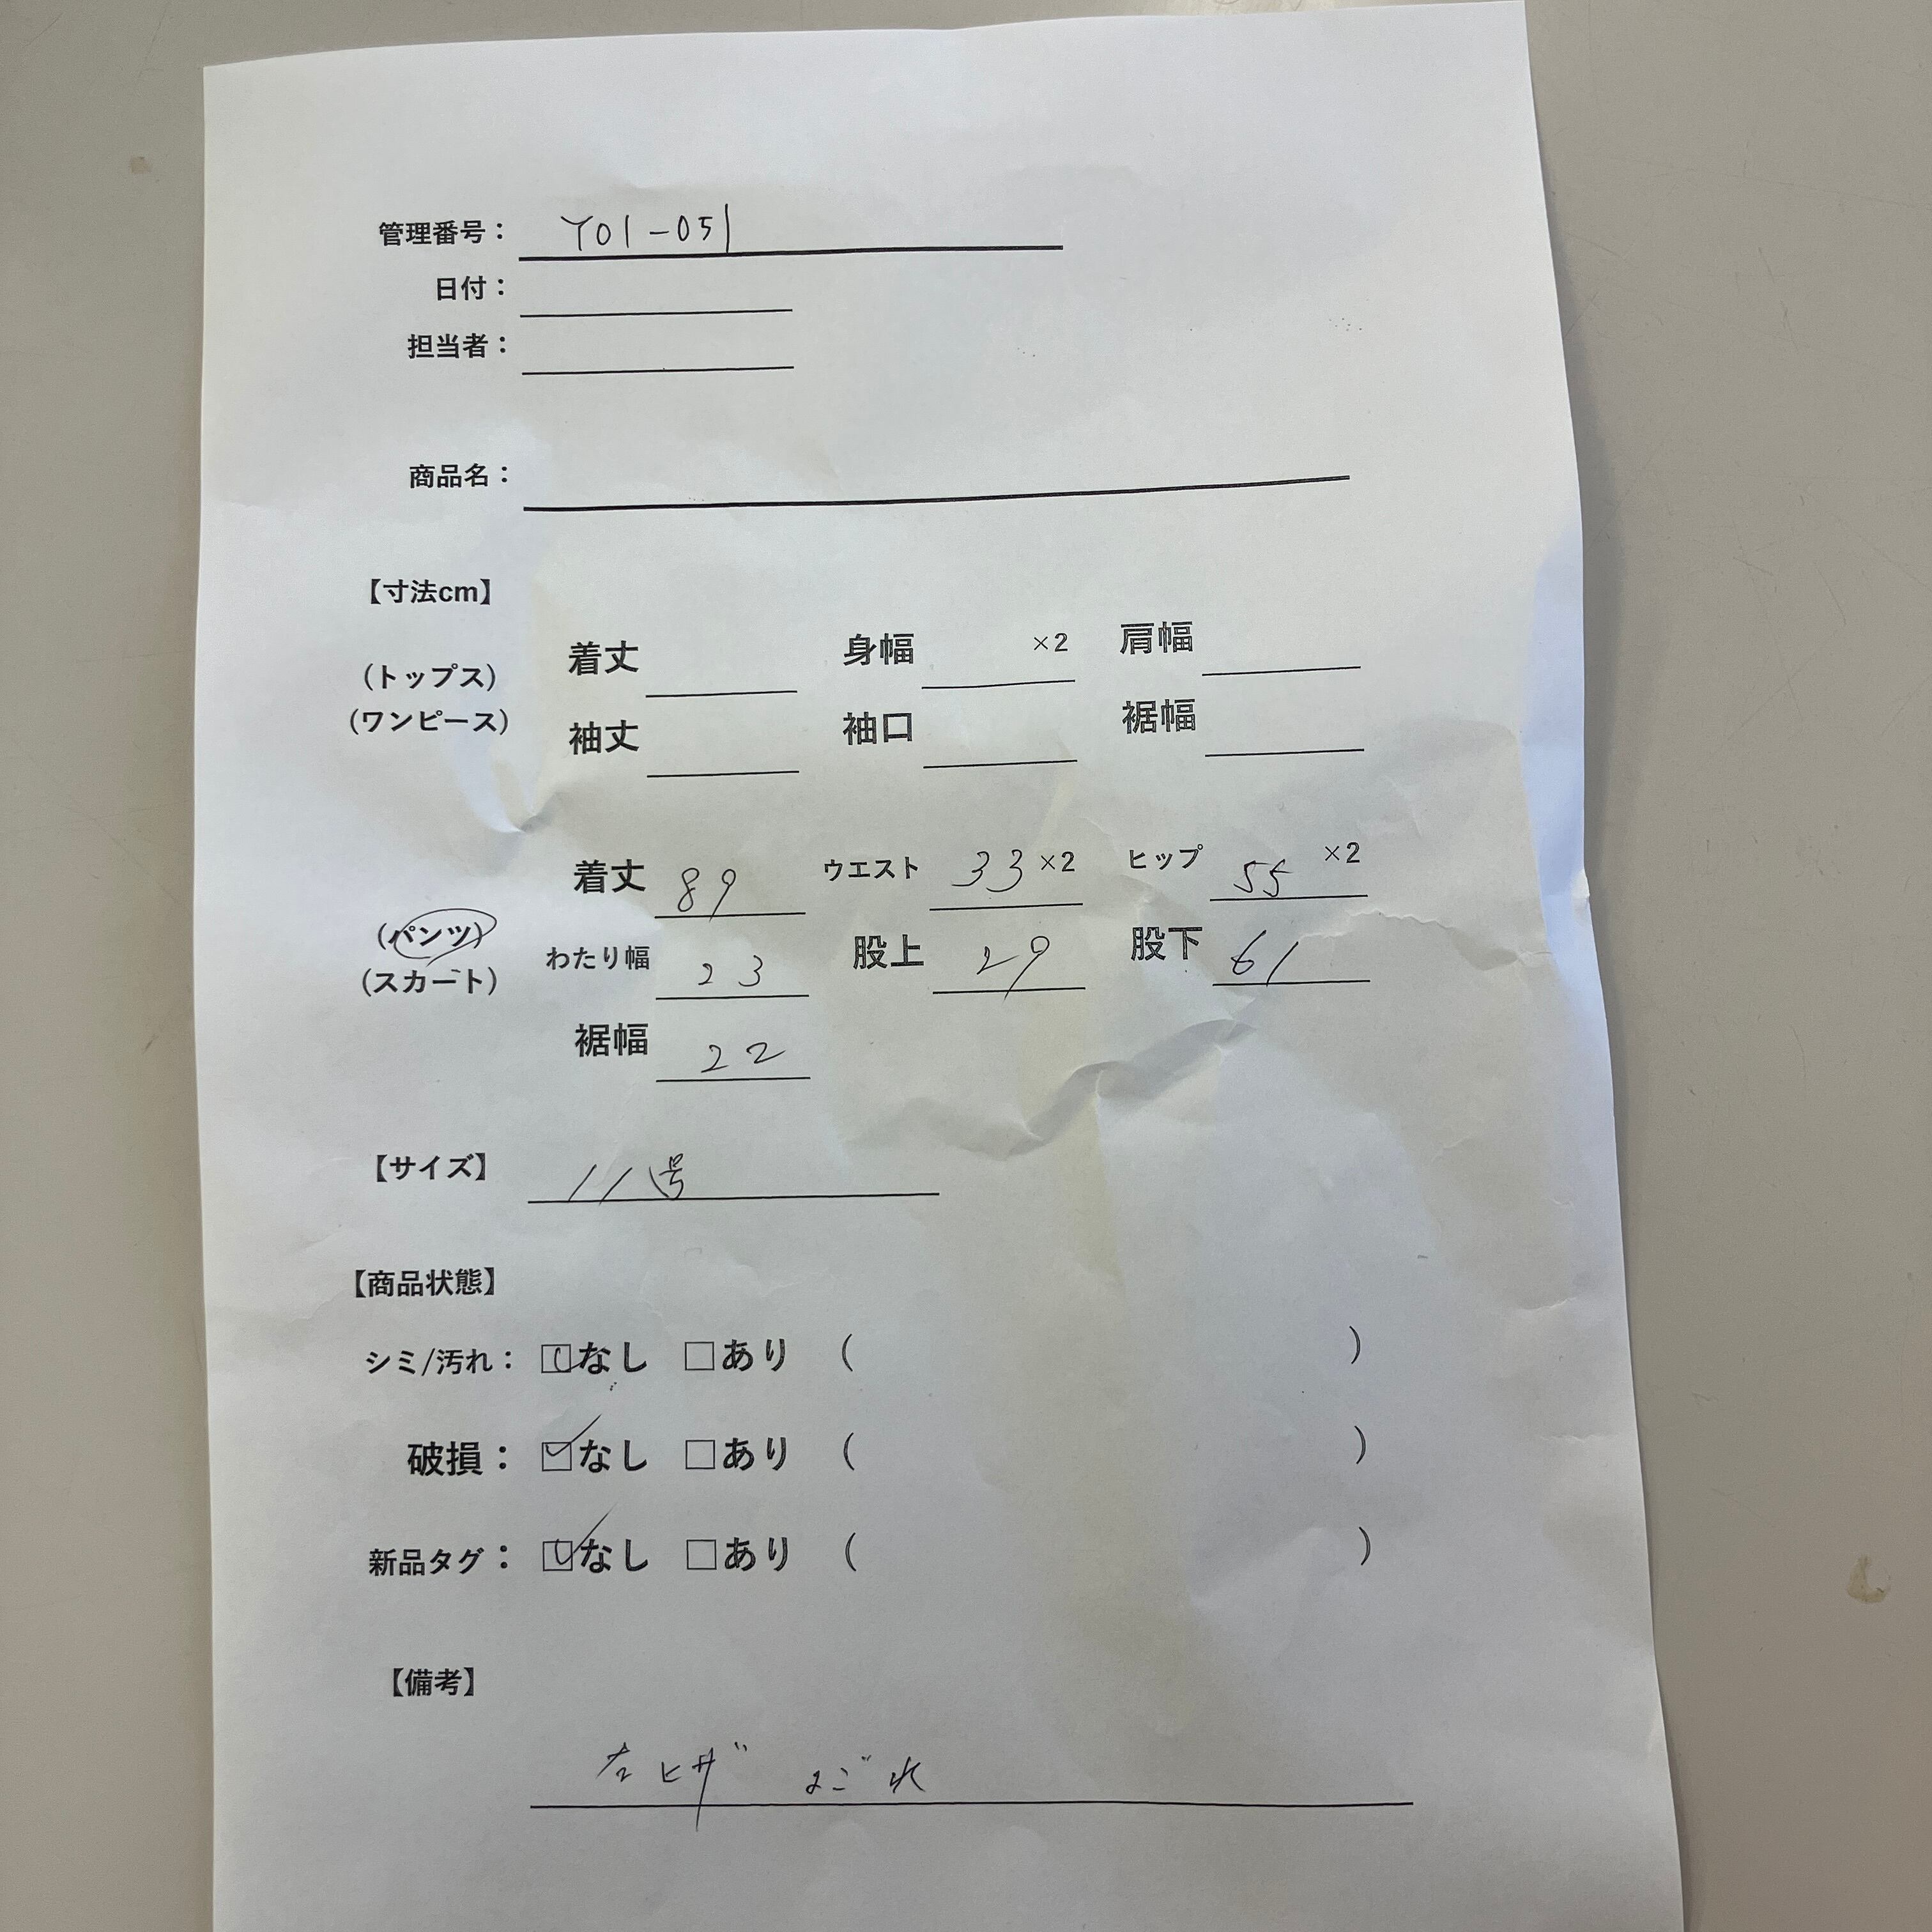 管理番号： Y01-051
日付：
担当者：
商品名：
【寸法cm】
（トップス）
（ワンピース）
着丈 身幅 ×2 肩幅
袖丈 袖口 裾幅
（パンツ）
（スカート）
着丈 89 ウエスト 33 ×2 ヒップ 55 ×2
わたり幅 23 股上 29 股下 61
裾幅 22
【サイズ】 11号
【商品状態】
シミ/汚れ： ☑なし □あり （ ）
破損： ☑なし □あり （ ）
新品タグ： ☑なし □あり （ ）
【備考】
左ヒザ よごれ